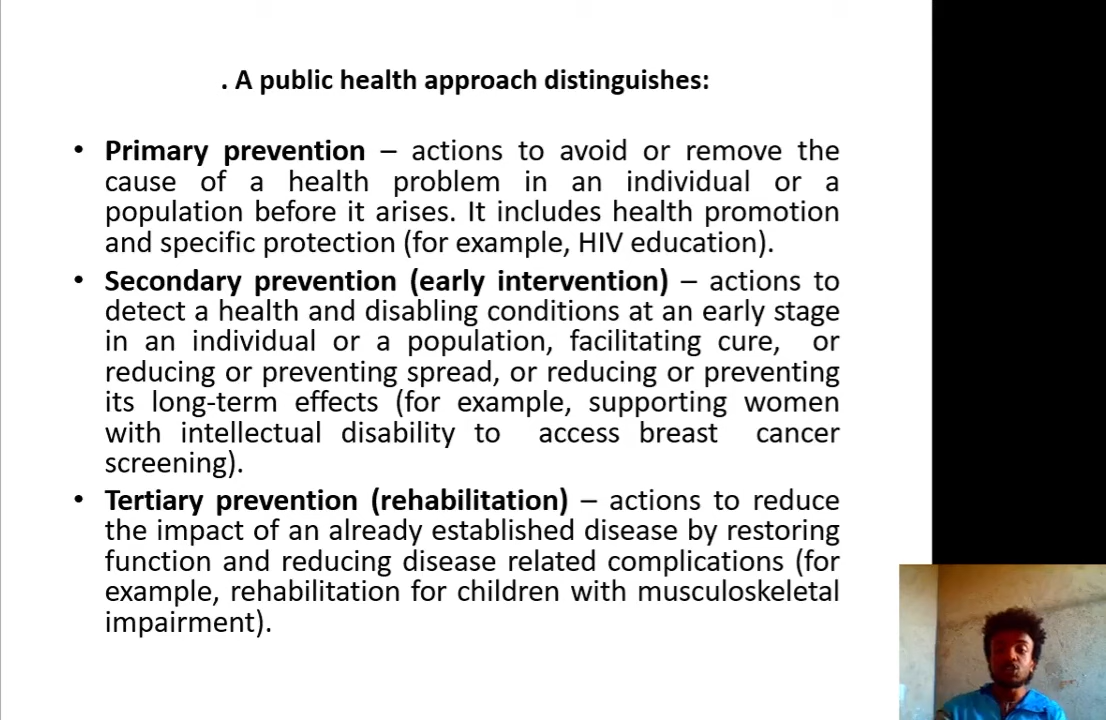 . A public health approach distinguishes:
• Primary prevention – actions to avoid or remove the
cause of a health problem in an individual or a
population before it arises. It includes health promotion
and specific protection (for example, HIV education).
• Secondary prevention (early intervention) – actions to
detect a health and disabling conditions at an early stage
in an individual or a population, facilitating cure, or
reducing or preventing spread, or reducing or preventing
its long-term effects (for example, supporting women
with intellectual disability to access breast cancer
screening).
• Tertiary prevention (rehabilitation) – actions to reduce
the impact of an already established disease by restoring
function and reducing disease related complications (for
example, rehabilitation for children with musculoskeletal
impairment).